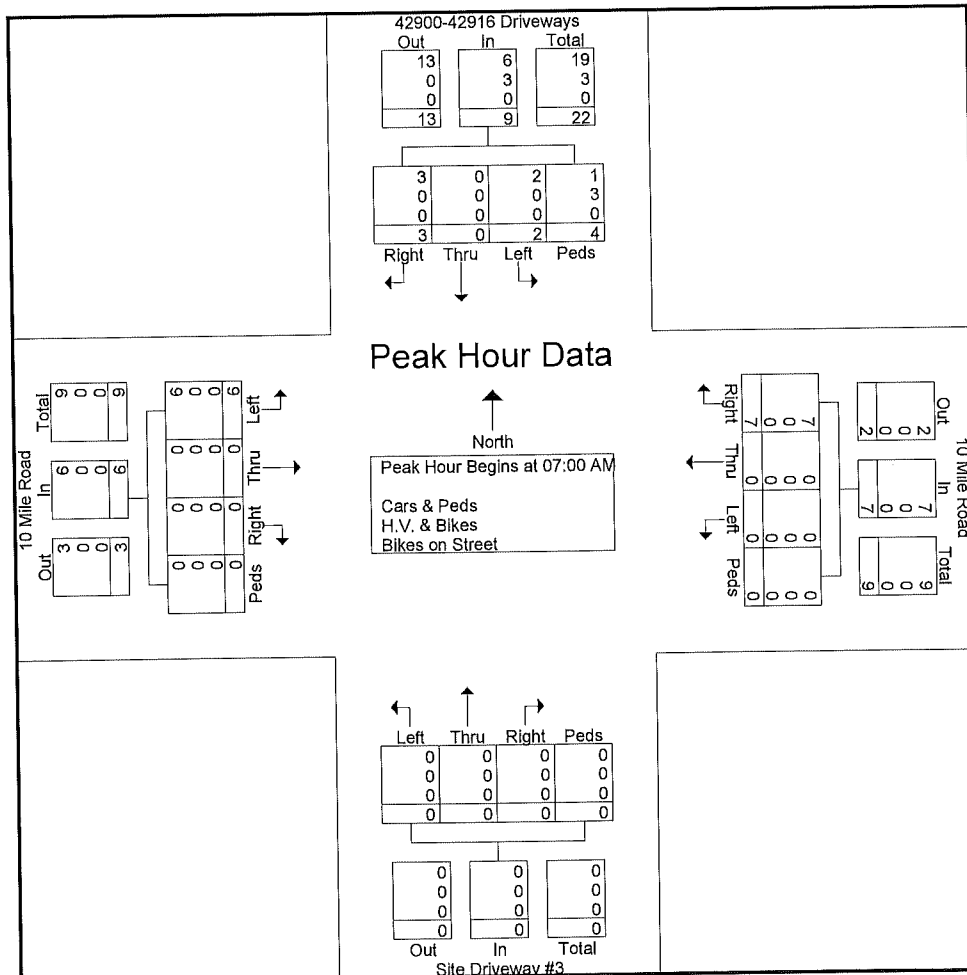 42900-42916 Driveways
Out In Total
13 6 19
0 3 3
0 0 0
13 9 22
3 0 2 1
0 0 0 3
0 0 0 0
3 0 2 4
Right Thru Left Peds
Peak Hour Data
North
Peak Hour Begins at 07:00 AM
Cars & Peds
H.V. & Bikes
Bikes on Street
10 Mile Road
Out In Total
3 6 9
0 0 0
0 0 0
3 6 9
Left Thru Right Peds
6 0 0 0
0 0 0 0
0 0 0 0
6 0 0 0
10 Mile Road
Out In Total
2 7 9
0 0 0
0 0 0
2 7 9
Right Thru Left Peds
7 0 0 0
0 0 0 0
0 0 0 0
7 0 0 0
Left Thru Right Peds
0 0 0 0
0 0 0 0
0 0 0 0
0 0 0 0
0 0 0
0 0 0
0 0 0
0 0 0
Out In Total
Site Driveway #3